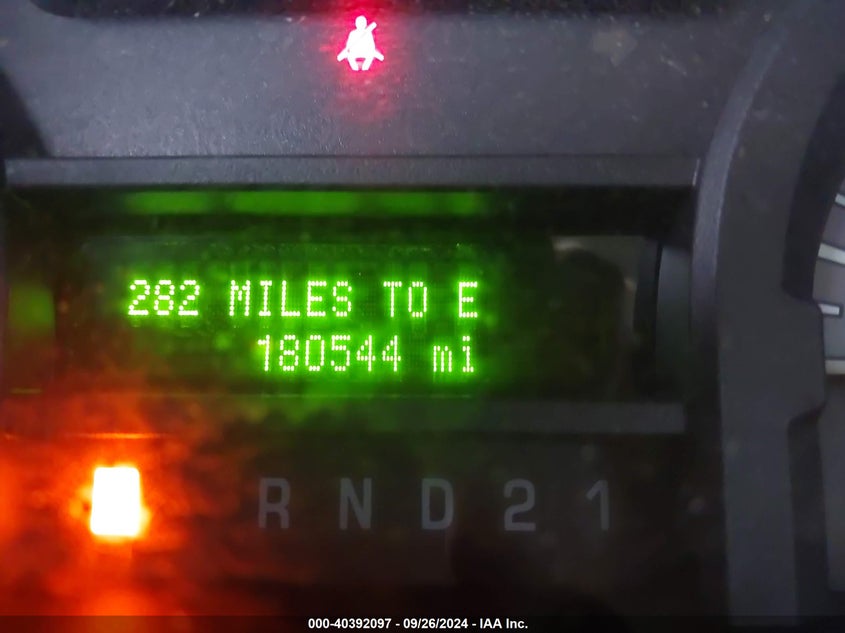 282 MILES TO E
180544 mi
R N D 2 1
000-40392097 - 09/26/2024 - IAA Inc.